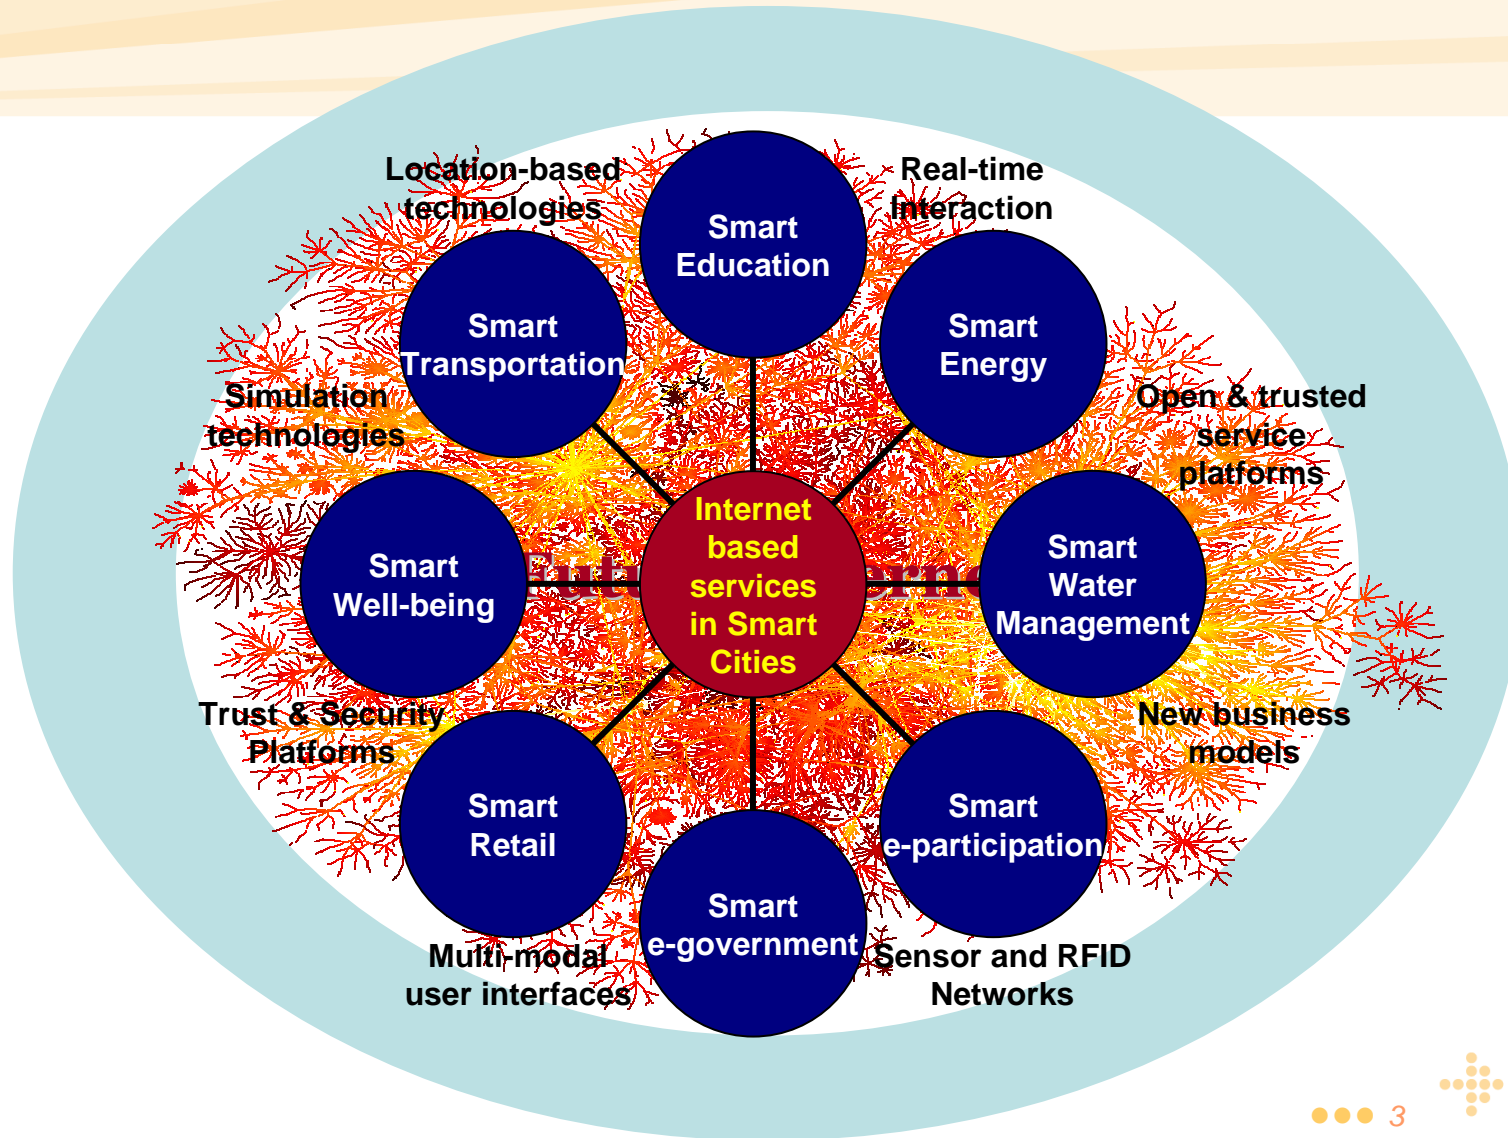 Location-based
technologies
Real-time
Interaction
Smart
Education
Smart
Transportation
Smart
Energy
Simulation
technologies
Open & trusted
service
platforms
Internet
based
services
in Smart
Cities
Smart
Well-being
Smart
Water
Management
Trust & Security
Platforms
New business
models
Smart
Retail
Smart
e-participation
Smart
e-government
Multi-modal
user interfaces
Sensor and RFID
Networks
3